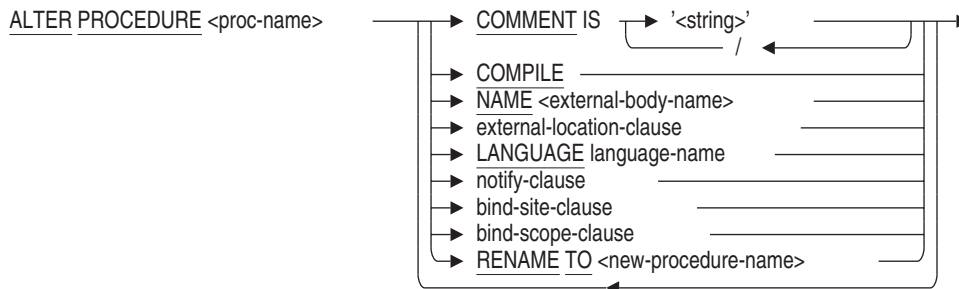 ALTER PROCEDURE <proc-name> COMMENT IS '<string>'
/
COMPILE
NAME <external-body-name>
external-location-clause
LANGUAGE language-name
notify-clause
bind-site-clause
bind-scope-clause
RENAME TO <new-procedure-name>